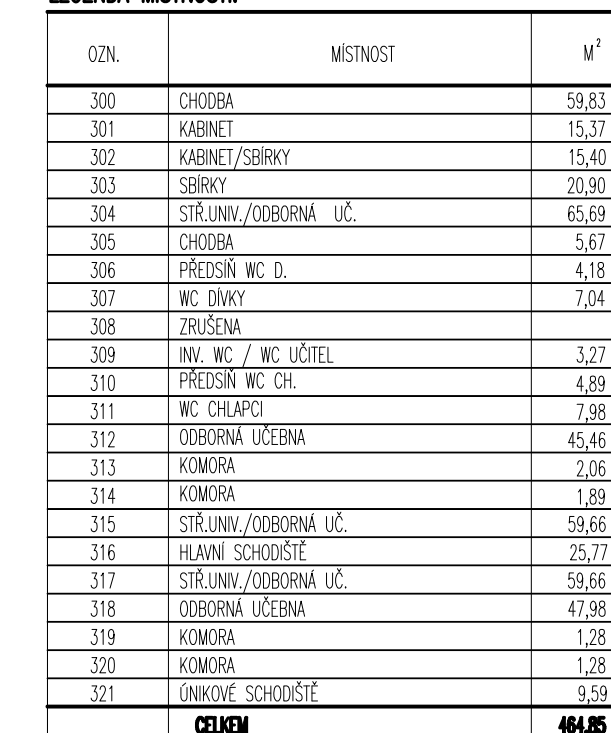 LEGENDA MÍSTNOSTÍ:
OZN. MÍSTNOST M²
300 CHODBA 59,83
301 KABINET 15,37
302 KABINET/SBÍRKY 15,40
303 SBÍRKY 20,90
304 STŘ.UNIV./ODBORNÁ UČ. 65,69
305 CHODBA 5,67
306 PŘEDSÍŇ WC D. 4,18
307 WC DÍVKY 7,04
308 ZRUŠENA
309 INV. WC / WC UČITEL 3,27
310 PŘEDSÍŇ WC CH. 4,89
311 WC CHLAPCI 7,98
312 ODBORNÁ UČEBNA 45,46
313 KOMORA 2,06
314 KOMORA 1,89
315 STŘ.UNIV./ODBORNÁ UČ. 59,66
316 HLAVNÍ SCHODIŠTĚ 25,77
317 STŘ.UNIV./ODBORNÁ UČ. 59,66
318 ODBORNÁ UČEBNA 47,98
319 KOMORA 1,28
320 KOMORA 1,28
321 ÚNIKOVÉ SCHODIŠTĚ 9,59
CELKEM 464,85